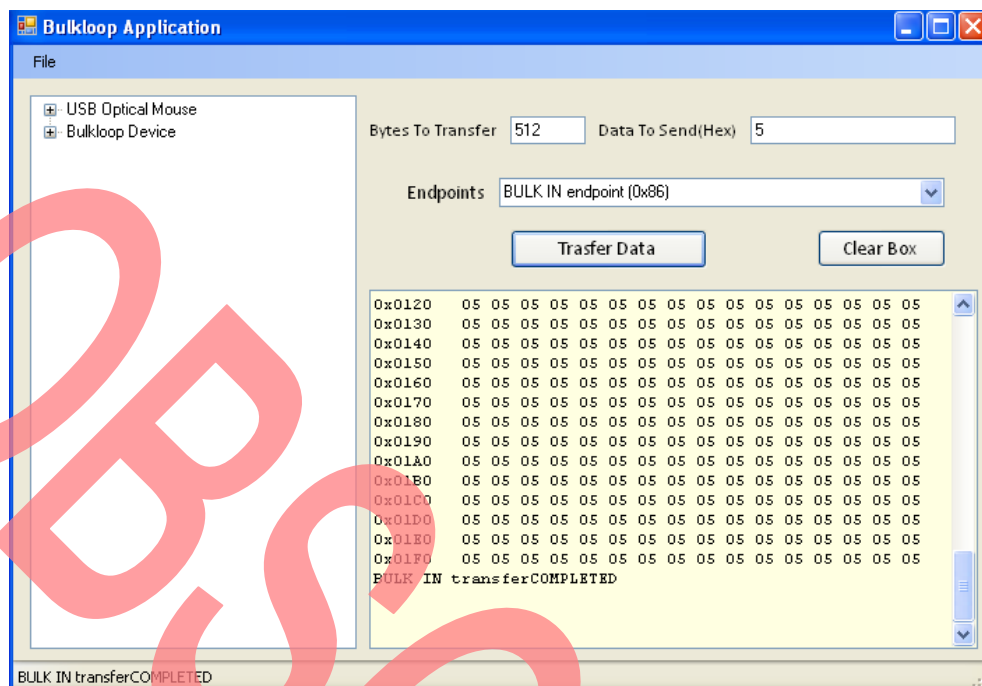 Bulkloop Application
File
USB Optical Mouse
Bulkloop Device
Bytes To Transfer 512 Data To Send(Hex) 5
Endpoints BULK IN endpoint (0x86)
Trasfer Data Clear Box
0x0120 05 05 05 05 05 05 05 05 05 05 05 05 05 05 05 05
0x0130 05 05 05 05 05 05 05 05 05 05 05 05 05 05 05 05
0x0140 05 05 05 05 05 05 05 05 05 05 05 05 05 05 05 05
0x0150 05 05 05 05 05 05 05 05 05 05 05 05 05 05 05 05
0x0160 05 05 05 05 05 05 05 05 05 05 05 05 05 05 05 05
0x0170 05 05 05 05 05 05 05 05 05 05 05 05 05 05 05 05
0x0180 05 05 05 05 05 05 05 05 05 05 05 05 05 05 05 05
0x0190 05 05 05 05 05 05 05 05 05 05 05 05 05 05 05 05
0x01A0 05 05 05 05 05 05 05 05 05 05 05 05 05 05 05 05
0x01B0 05 05 05 05 05 05 05 05 05 05 05 05 05 05 05 05
0x01C0 05 05 05 05 05 05 05 05 05 05 05 05 05 05 05 05
0x01D0 05 05 05 05 05 05 05 05 05 05 05 05 05 05 05 05
0x01E0 05 05 05 05 05 05 05 05 05 05 05 05 05 05 05 05
0x01F0 05 05 05 05 05 05 05 05 05 05 05 05 05 05 05 05
BULK IN transferCOMPLETED
BULK IN transferCOMPLETED